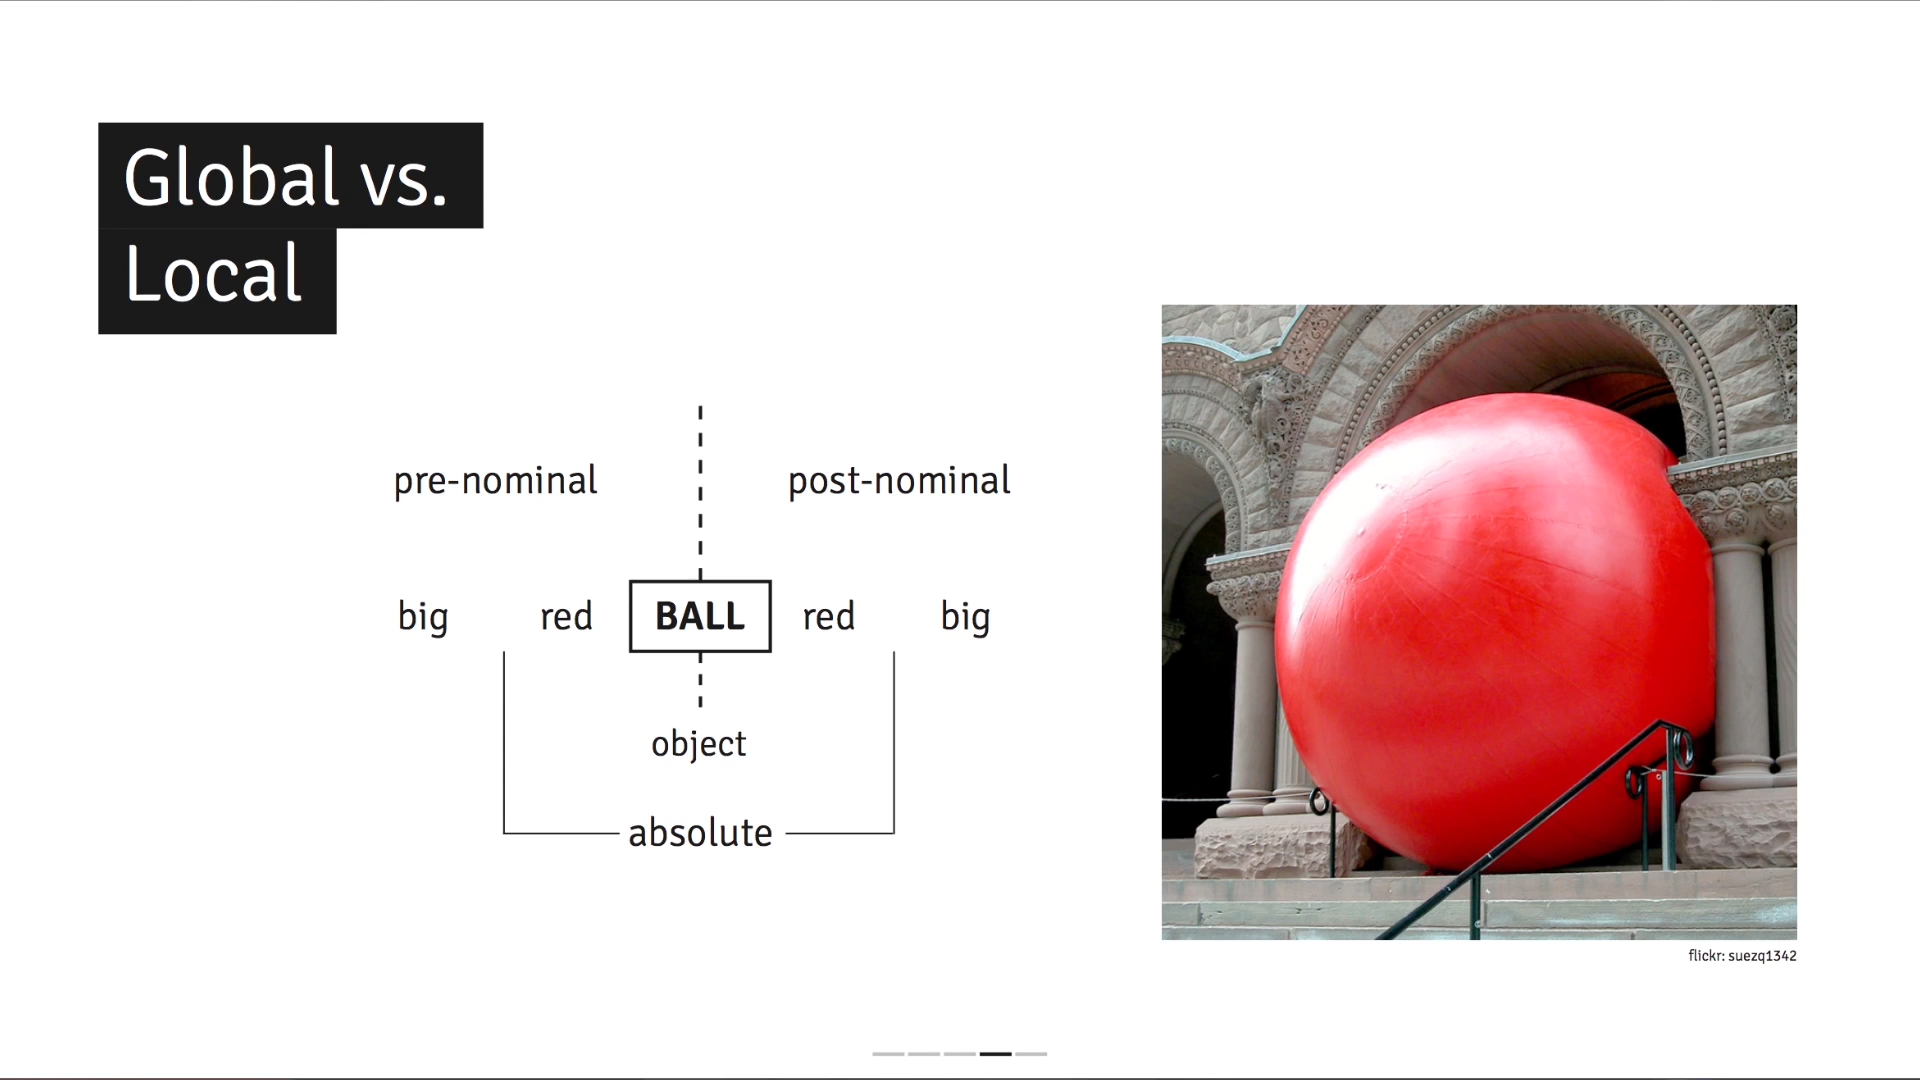 Global vs.
Local
pre-nominal post-nominal
big red BALL red big
object
absolute
flickr: suezq1342